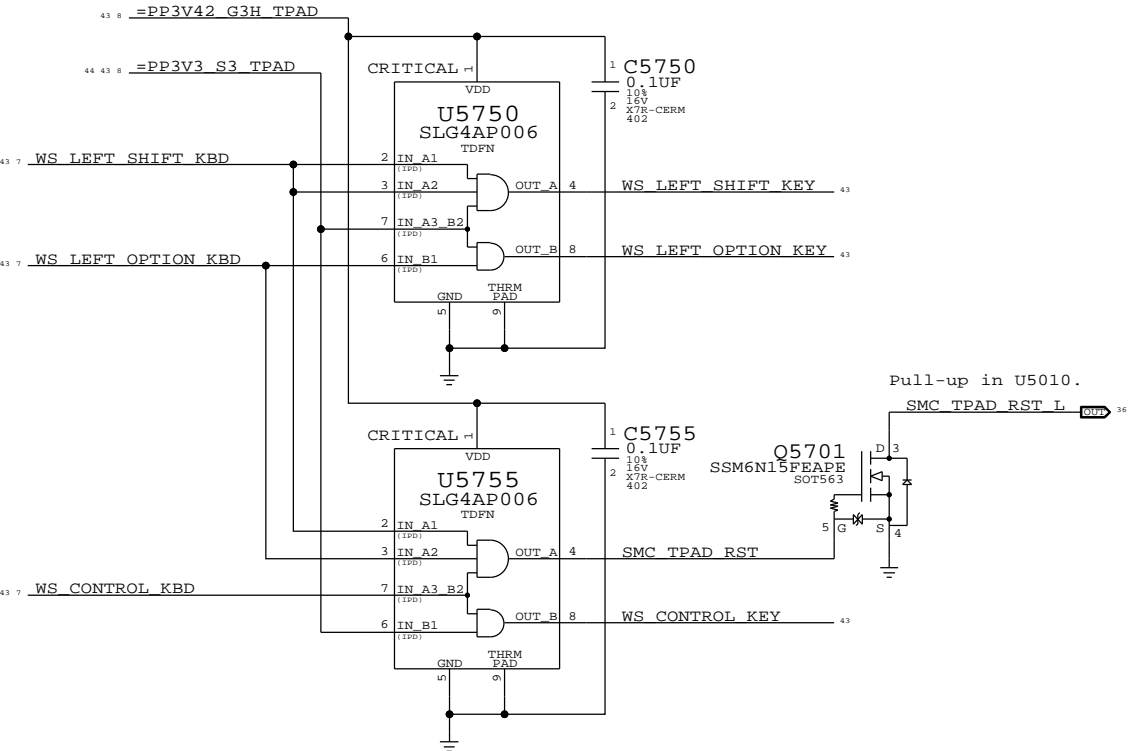 43 8 =PP3V42_G3H_TPAD
44 43 8 =PP3V3_S3_TPAD
CRITICAL 1
VDD
U5750
SLG4AP006
TDFN
1 C5750
0.1UF
10%
16V
2 X7R-CERM
402
43 7 WS_LEFT_SHIFT_KBD
2 IN_A1
(IPD)
3 IN_A2
(IPD)
OUT_A 4 WS_LEFT_SHIFT_KEY 43
7 IN_A3_B2
(IPD)
43 7 WS_LEFT_OPTION_KBD
6 IN_B1
(IPD)
OUT_B 8 WS_LEFT_OPTION_KEY 43
THRM
GND PAD
5 9
CRITICAL 1
VDD
U5755
SLG4AP006
TDFN
1 C5755
0.1UF
10%
16V
2 X7R-CERM
402
2 IN_A1
(IPD)
3 IN_A2
(IPD)
OUT_A 4 SMC_TPAD_RST
43 7 WS_CONTROL_KBD
7 IN_A3_B2
(IPD)
6 IN_B1
(IPD)
OUT_B 8 WS_CONTROL_KEY 43
THRM
GND PAD
5 9
Pull-up in U5010.
SMC_TPAD_RST_L OUT 36
Q5701
SSM6N15FEAPE
SOT563
D 3
5 G S 4